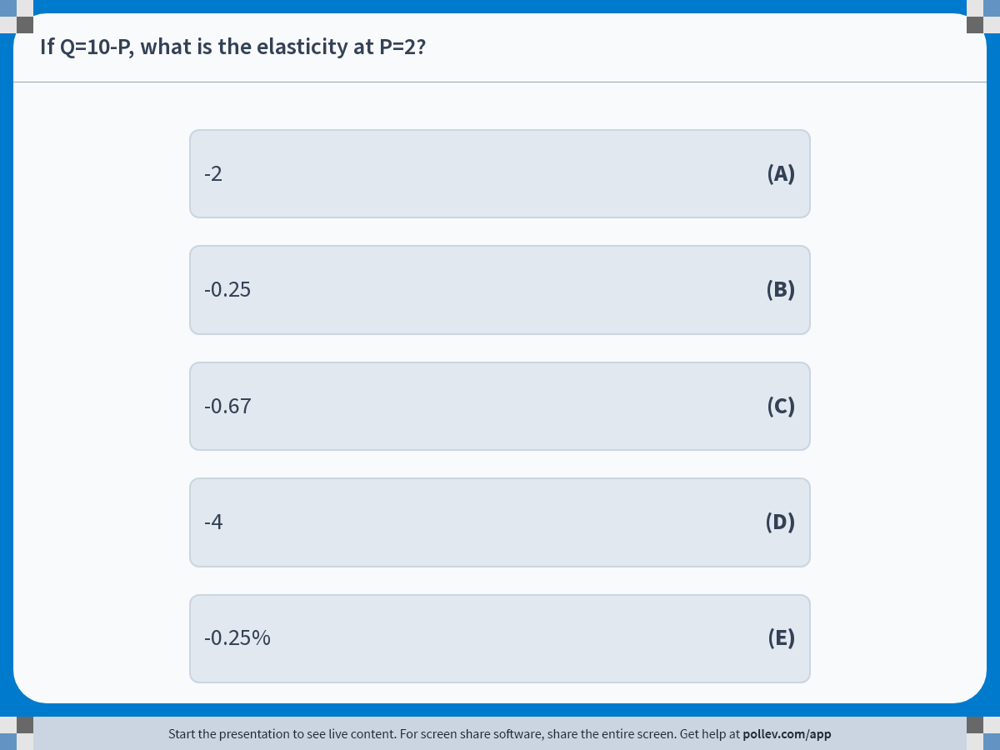 If Q=10-P, what is the elasticity at P=2?
-2 (A)
-0.25 (B)
-0.67 (C)
-4 (D)
-0.25% (E)
Start the presentation to see live content. For screen share software, share the entire screen. Get help at pollev.com/app